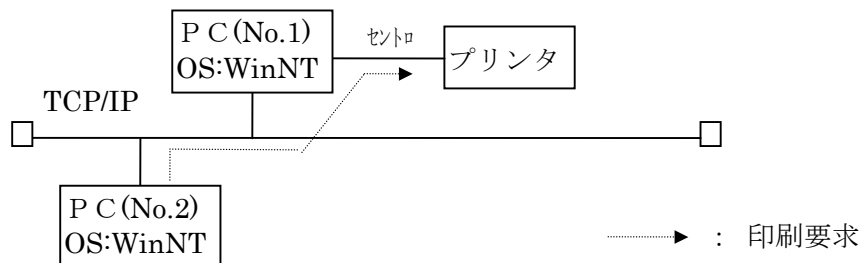 ＰＣ(No.1)
OS:WinNT
ｾﾝﾄﾛ
プリンタ
TCP/IP
ＰＣ(No.2)
OS:WinNT
： 印刷要求